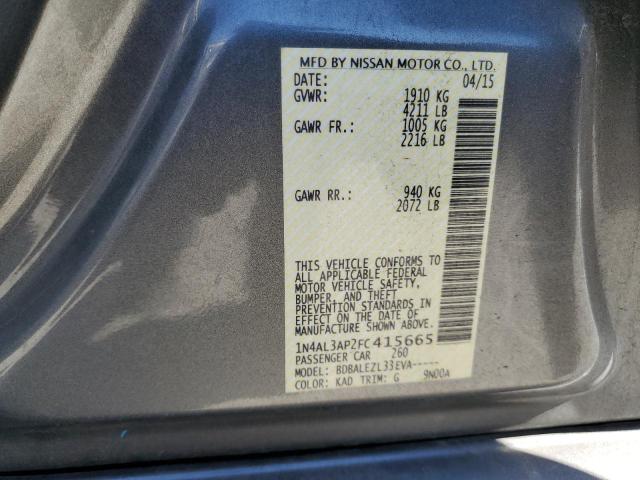 MFD BY NISSAN MOTOR CO., LTD.
DATE: 04/15
GVWR: 1910 KG
4211 LB
GAWR FR.: 1005 KG
2216 LB
GAWR RR.: 940 KG
2072 LB
THIS VEHICLE CONFORMS TO
ALL APPLICABLE FEDERAL
MOTOR VEHICLE SAFETY,
BUMPER, AND THEFT
PREVENTION STANDARDS IN
EFFECT ON THE DATE OF
MANUFACTURE SHOWN ABOVE.
1N4AL3AP2FC415665
PASSENGER CAR 260
MODEL: BDBALEZL33EVA-----
COLOR: KAD TRIM: G 9N00A